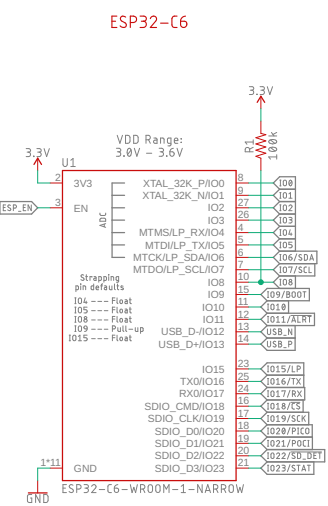 ESP32-C6
3.3V
R1
100k
VDD Range:
3.0V - 3.6V
3.3V
U1
2 3V3 XTAL_32K_P/IO0 8 IO0
XTAL_32K_N/IO1 9 IO1
ESP_EN 3 EN IO2 27 IO2
ADC
IO3 26 IO3
MTMS/LP_RX/IO4 4 IO4
MTDI/LP_TX/IO5 5 IO5
MTCK/LP_SDA/IO6 6 IO6/SDA
MTDO/LP_SCL/IO7 7 IO7/SCL
Strapping
pin defaults
IO8 10 IO8
IO4 --- Float
IO5 --- Float
IO8 --- Float
IO9 --- Pull-up
IO15 --- Float
IO9 15 IO9/BOOT
IO10 11 IO10
IO11 12 IO11/ALRT
USB_D-/IO12 13 USB_N
USB_D+/IO13 14 USB_P
IO15 23 IO15/LP
TX0/IO16 25 IO16/TX
RX0/IO17 24 IO17/RX
SDIO_CMD/IO18 16 IO18/CS
SDIO_CLK/IO19 17 IO19/SCK
SDIO_D0/IO20 18 IO20/PICO
SDIO_D1/IO21 19 IO21/POCI
SDIO_D2/IO22 20 IO22/SD_DET
1*11 GND SDIO_D3/IO23 21 IO23/STAT
ESP32-C6-WROOM-1-NARROW
GND